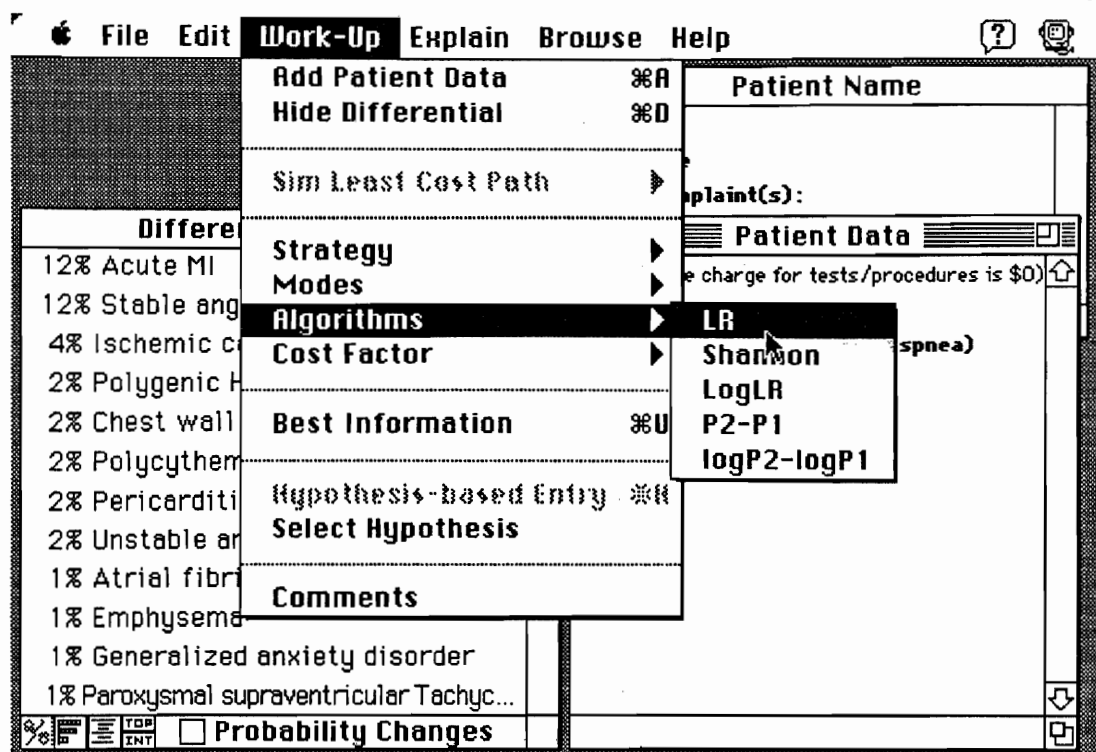 File Edit Work-Up Explain Browse Help
Add Patient Data ⌘A
Hide Differential ⌘D
Sim Least Cost Path
Strategy
Modes
Algorithms
Cost Factor
Best Information ⌘U
Hypothesis-based Entry ⌘H
Select Hypothesis
Comments
LR
Shannon
LogLR
P2-P1
logP2-logP1
Patient Name
mplaint(s):
Patient Data
e charge for tests/procedures is $0)
spnea)
Differe
12% Acute MI
12% Stable ang
4% Ischemic c
2% Polygenic H
2% Chest wall
2% Polycythem
2% Pericarditi
2% Unstable an
1% Atrial fibri
1% Emphysema
1% Generalized anxiety disorder
1% Paroxysmal supraventricular Tachyc...
% TOP INT Probability Changes